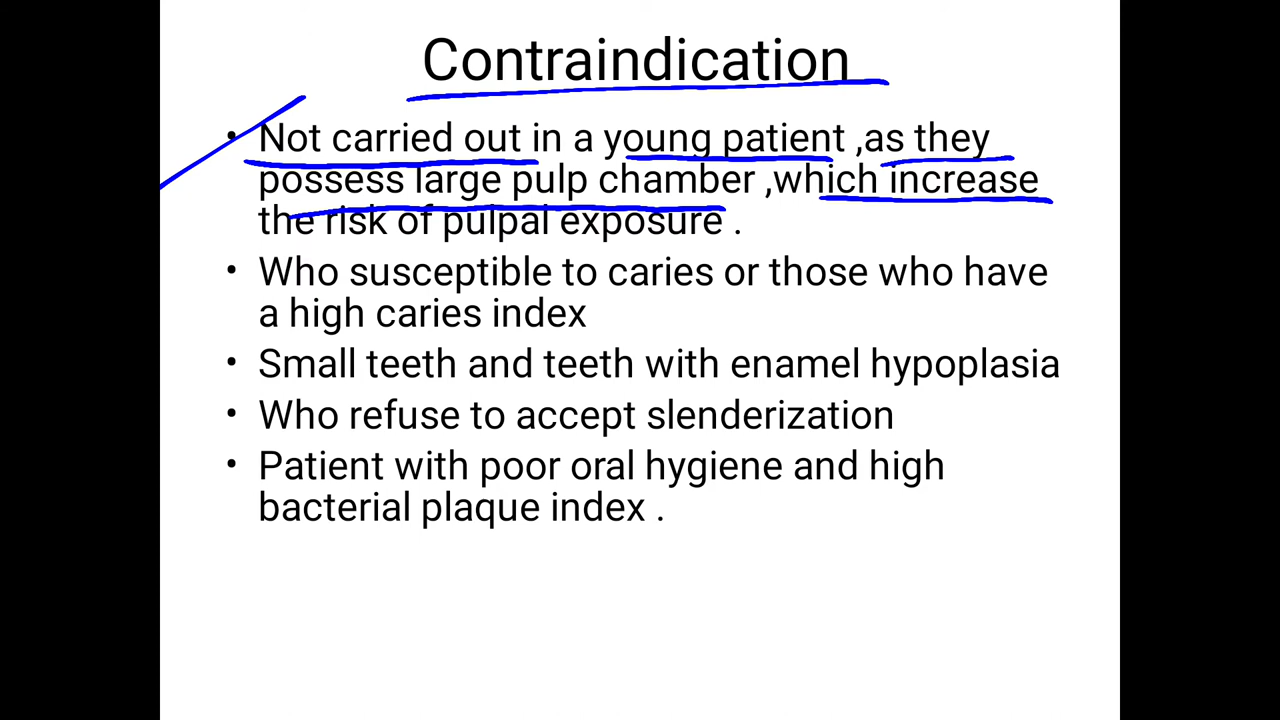 Contraindication
• Not carried out in a young patient ,as they
possess large pulp chamber ,which increase
the risk of pulpal exposure .
• Who susceptible to caries or those who have
a high caries index
• Small teeth and teeth with enamel hypoplasia
• Who refuse to accept slenderization
• Patient with poor oral hygiene and high
bacterial plaque index .